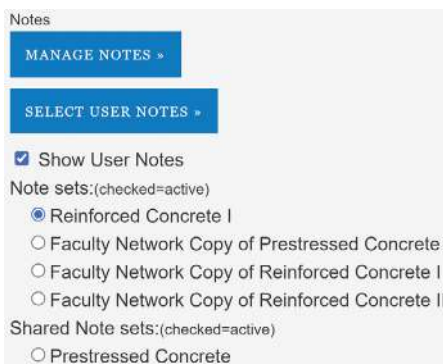 Notes
MANAGE NOTES »
SELECT USER NOTES »
Show User Notes
Note sets:(checked=active)
Reinforced Concrete I
Faculty Network Copy of Prestressed Concrete
Faculty Network Copy of Reinforced Concrete I
Faculty Network Copy of Reinforced Concrete II
Shared Note sets:(checked=active)
Prestressed Concrete